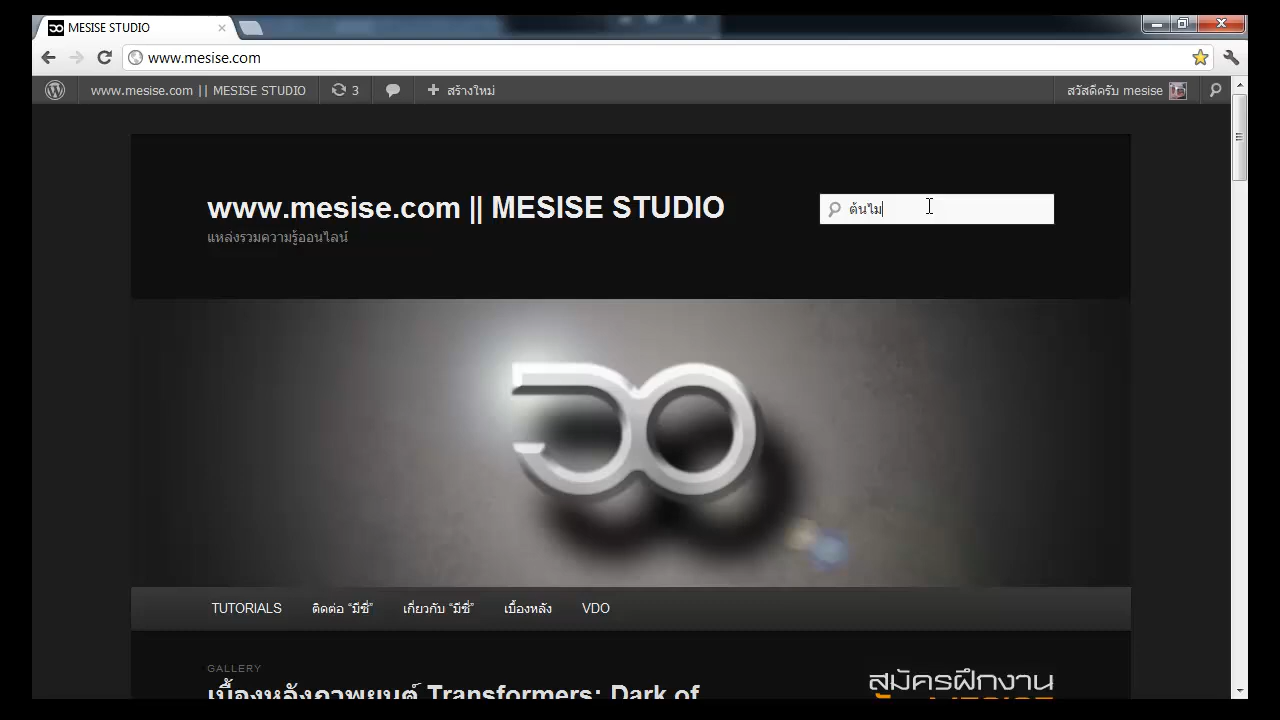 MESISE STUDIO
www.mesise.com
www.mesise.com || MESISE STUDIO
3
สร้างใหม่
สวัสดีครับ mesise
www.mesise.com || MESISE STUDIO
ต้นไม
แหล่งรวมความรู้ออนไลน์
TUTORIALS
ติดต่อ “มีซี่”
เกี่ยวกับ “มีซี่”
เบื้องหลัง
VDO
GALLERY
สมัครฝึกงาน
เบื้องหลังภาพยนต์ Transformers: Dark of